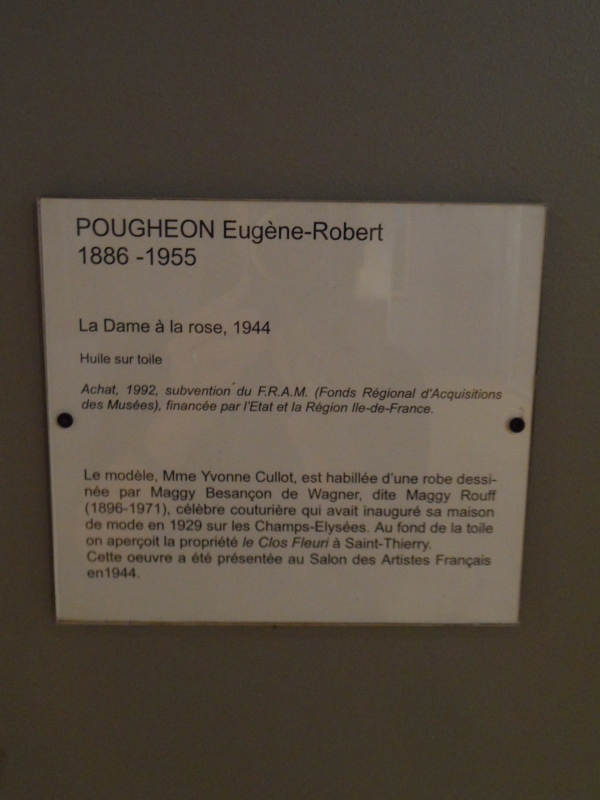 POUGHEON Eugène-Robert
1886 -1955
La Dame à la rose, 1944
Huile sur toile
Achat, 1992, subvention du F.R.A.M. (Fonds Régional d'Acquisitions
des Musées), financée par l'Etat et la Région Ile-de-France.
Le modèle, Mme Yvonne Cullot, est habillée d'une robe dessi-
née par Maggy Besançon de Wagner, dite Maggy Rouff
(1896-1971), célèbre couturière qui avait inauguré sa maison
de mode en 1929 sur les Champs-Elysées. Au fond de la toile
on aperçoit la propriété le Clos Fleuri à Saint-Thierry.
Cette oeuvre a été présentée au Salon des Artistes Français
en1944.